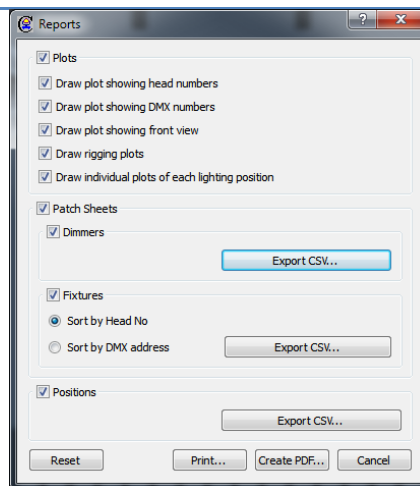 Reports
Plots
Draw plot showing head numbers
Draw plot showing DMX numbers
Draw plot showing front view
Draw rigging plots
Draw individual plots of each lighting position
Patch Sheets
Dimmers
Export CSV...
Fixtures
Sort by Head No
Sort by DMX address Export CSV...
Positions
Export CSV...
Reset Print... Create PDF... Cancel